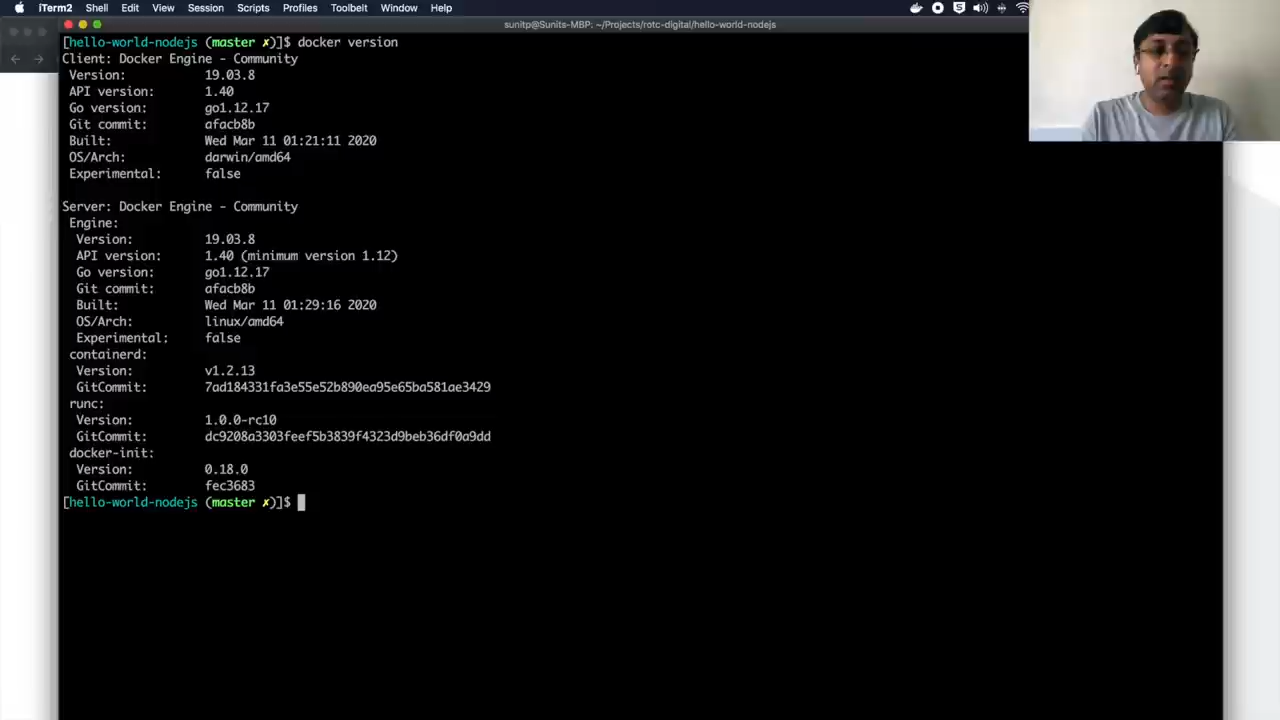 iTerm2 Shell Edit View Session Scripts Profiles Toolbelt Window Help
sunitp@Sunits-MBP: ~/Projects/rotc-digital/hello-world-nodejs
[hello-world-nodejs (master ✗)]$ docker version
Client: Docker Engine - Community
Version: 19.03.8
API version: 1.40
Go version: go1.12.17
Git commit: afacb8b
Built: Wed Mar 11 01:21:11 2020
OS/Arch: darwin/amd64
Experimental: false
Server: Docker Engine - Community
Engine:
Version: 19.03.8
API version: 1.40 (minimum version 1.12)
Go version: go1.12.17
Git commit: afacb8b
Built: Wed Mar 11 01:29:16 2020
OS/Arch: linux/amd64
Experimental: false
containerd:
Version: v1.2.13
GitCommit: 7ad184331fa3e55e52b890ea95e65ba581ae3429
runc:
Version: 1.0.0-rc10
GitCommit: dc9208a3303feef5b3839f4323d9beb36df0a9dd
docker-init:
Version: 0.18.0
GitCommit: fec3683
[hello-world-nodejs (master ✗)]$